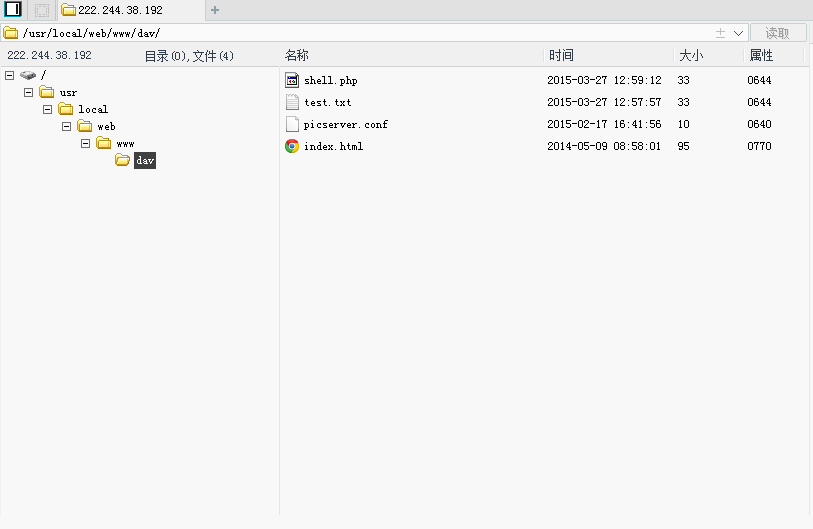 222.244.38.192
/usr/local/web/www/dav/ 读取
222.244.38.192 目录(0),文件(4) 名称 时间 大小 属性
/
usr
local
web
www
dav
shell.php 2015-03-27 12:59:12 33 0644
test.txt 2015-03-27 12:57:57 33 0644
picserver.conf 2015-02-17 16:41:56 10 0640
index.html 2014-05-09 08:58:01 95 0770